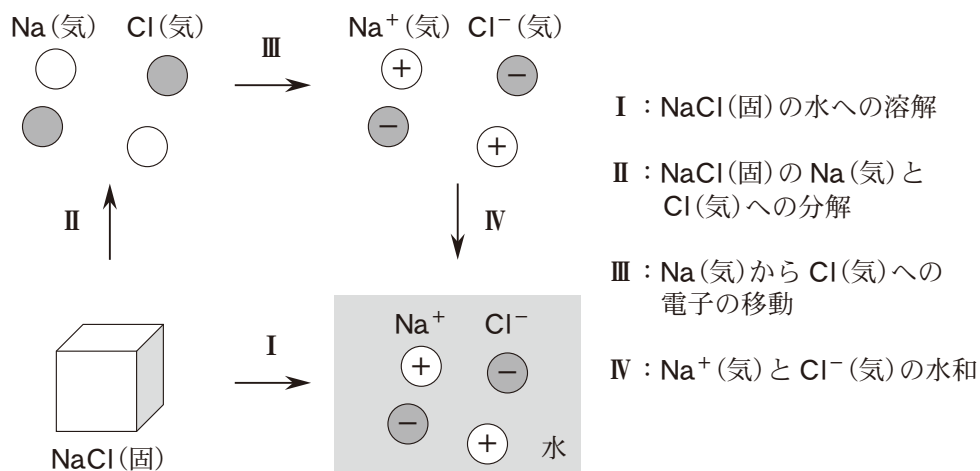 Na(気) Cl(気)
Ⅲ
Na⁺(気) Cl⁻(気)
+
−
−
+
Ⅱ
Ⅳ
Ⅰ
NaCl(固)
Na⁺ Cl⁻
+
−
−
+
水
Ⅰ：NaCl(固)の水への溶解
Ⅱ：NaCl(固)のNa(気)と
Cl(気)への分解
Ⅲ：Na(気)からCl(気)への
電子の移動
Ⅳ：Na⁺(気)とCl⁻(気)の水和